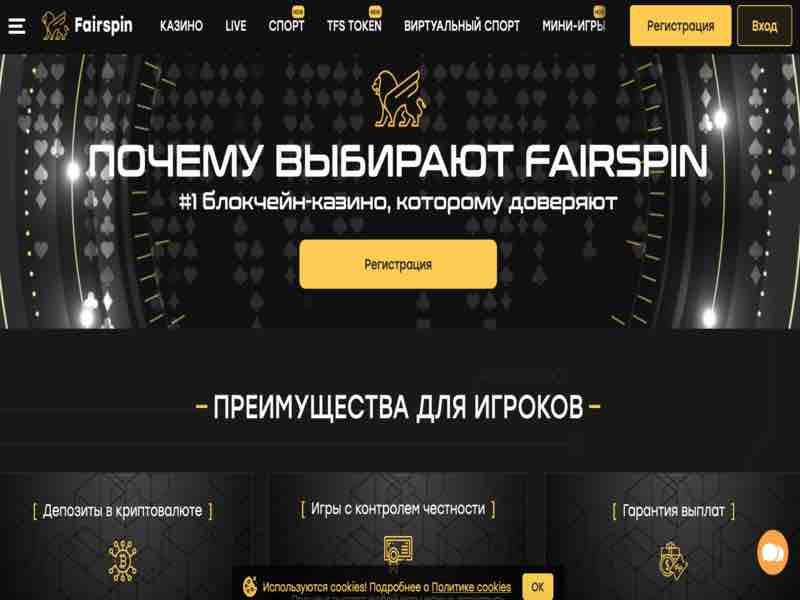 Fairspin
КАЗИНО
LIVE
СПОРТ
NEW
TFS TOKEN
NEW
ВИРТУАЛЬНЫЙ СПОРТ
МИНИ-ИГРЫ
HOT
Регистрация
Вход
ПОЧЕМУ ВЫБИРАЮТ FAIRSPIN
#1 блокчейн-казино, которому доверяют
Регистрация
– ПРЕИМУЩЕСТВА ДЛЯ ИГРОКОВ –
[ Депозиты в криптовалюте ]
[ Игры с контролем честности ]
[ Гарантия выплат ]
Используются cookies! Подробнее о Политике cookies
OK